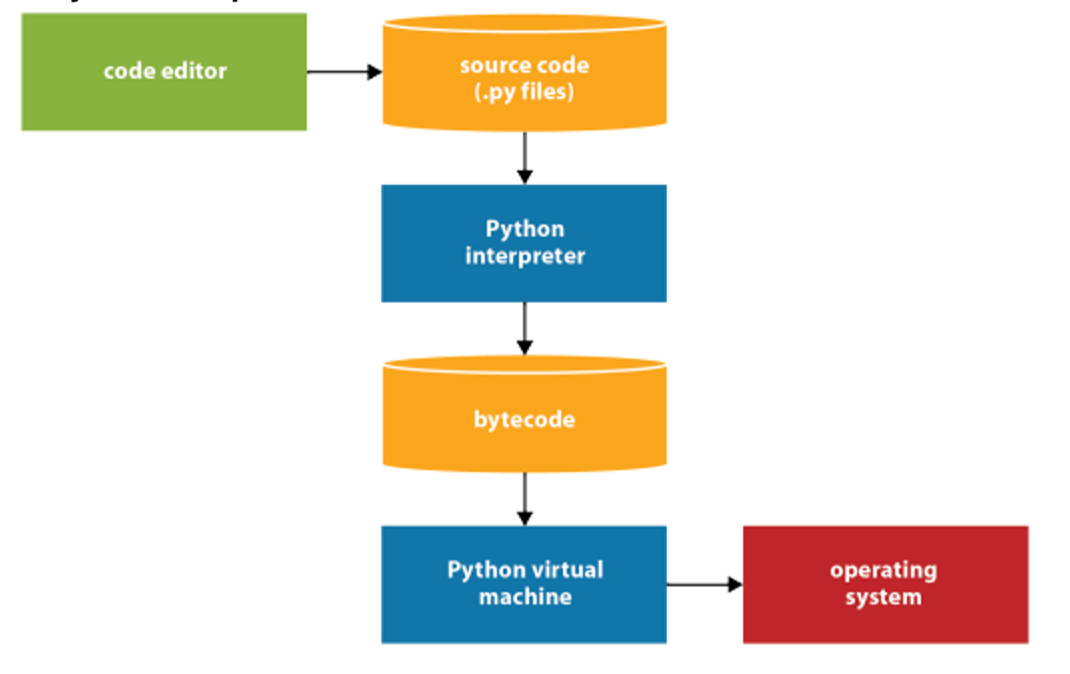 code editor
source code
(.py files)
Python
interpreter
bytecode
Python virtual
machine
operating
system